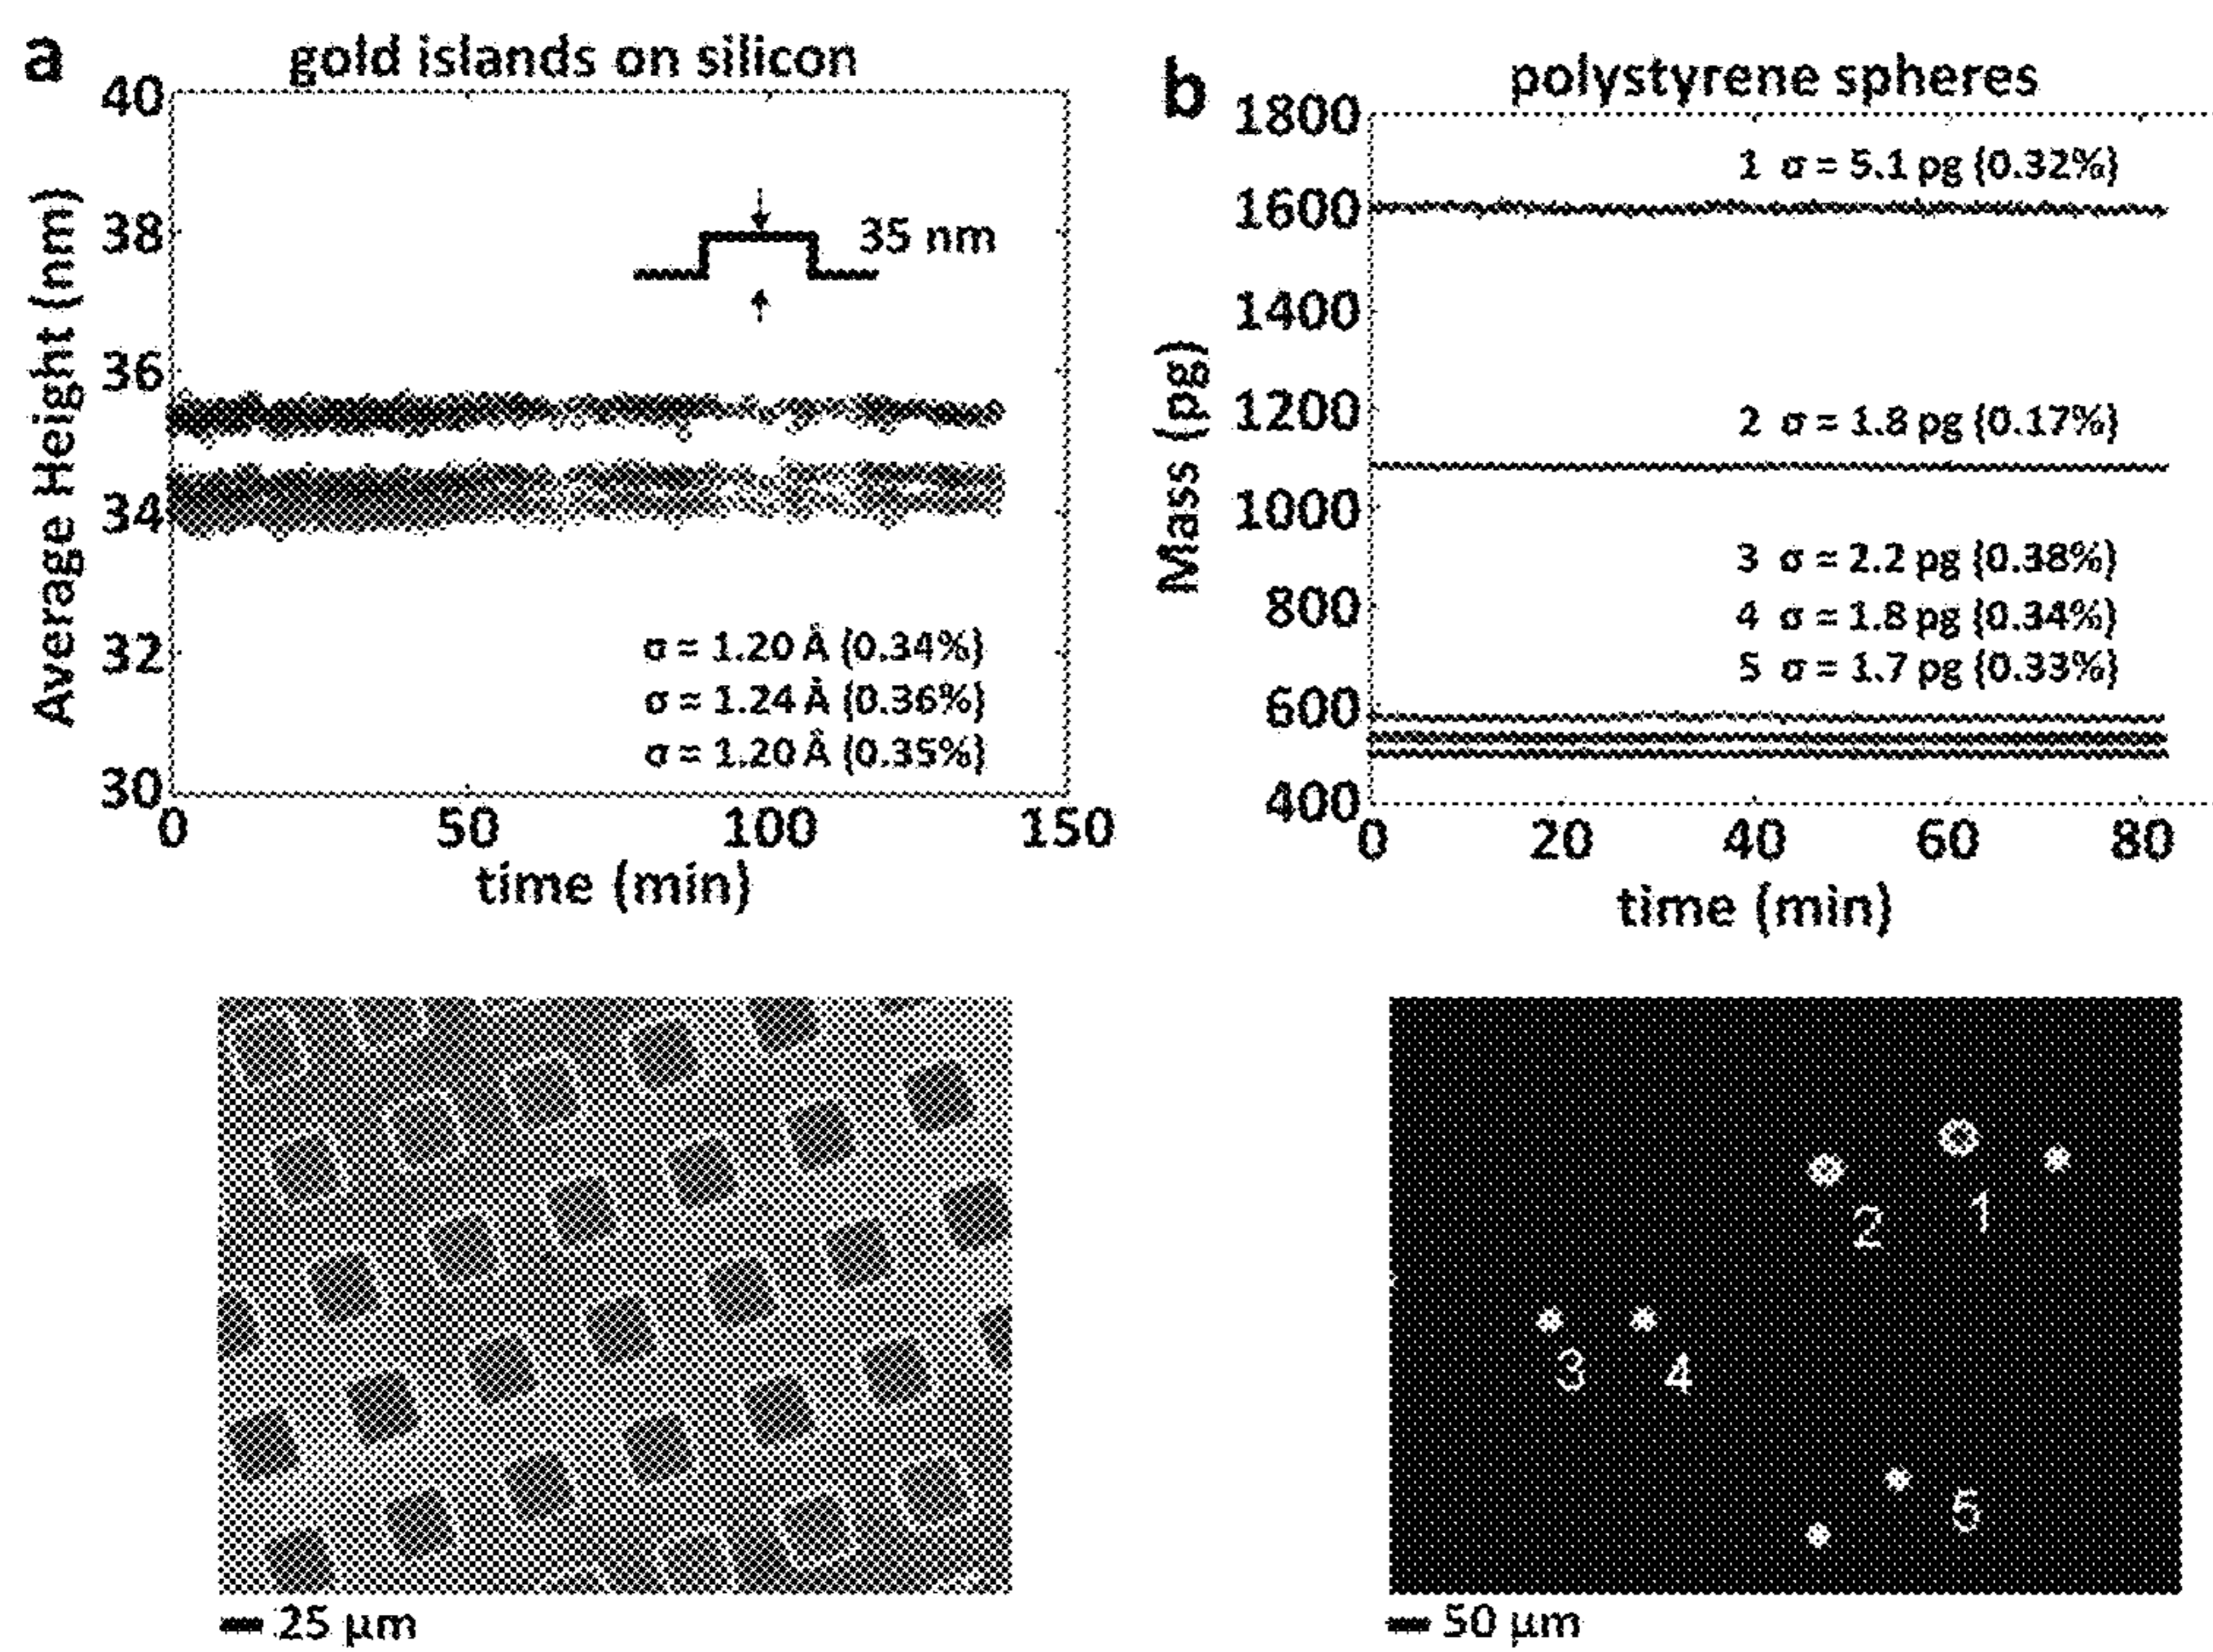 a
gold islands on silicon
40
38
36
34
32
30
Average Height (nm)
35 nm
σ = 1.20 Å (0.34%)
σ = 1.24 Å (0.36%)
σ = 1.20 Å (0.35%)
0 50 100 150
time (min)
25 μm
b
polystyrene spheres
1800
1600
1400
1200
1000
800
600
400
Mass (pg)
1 σ = 5.1 pg (0.32%)
2 σ = 1.8 pg (0.17%)
3 σ = 2.2 pg (0.38%)
4 σ = 1.8 pg (0.34%)
5 σ = 1.7 pg (0.33%)
0 20 40 60 80
time (min)
2 1
3 4
5
50 μm